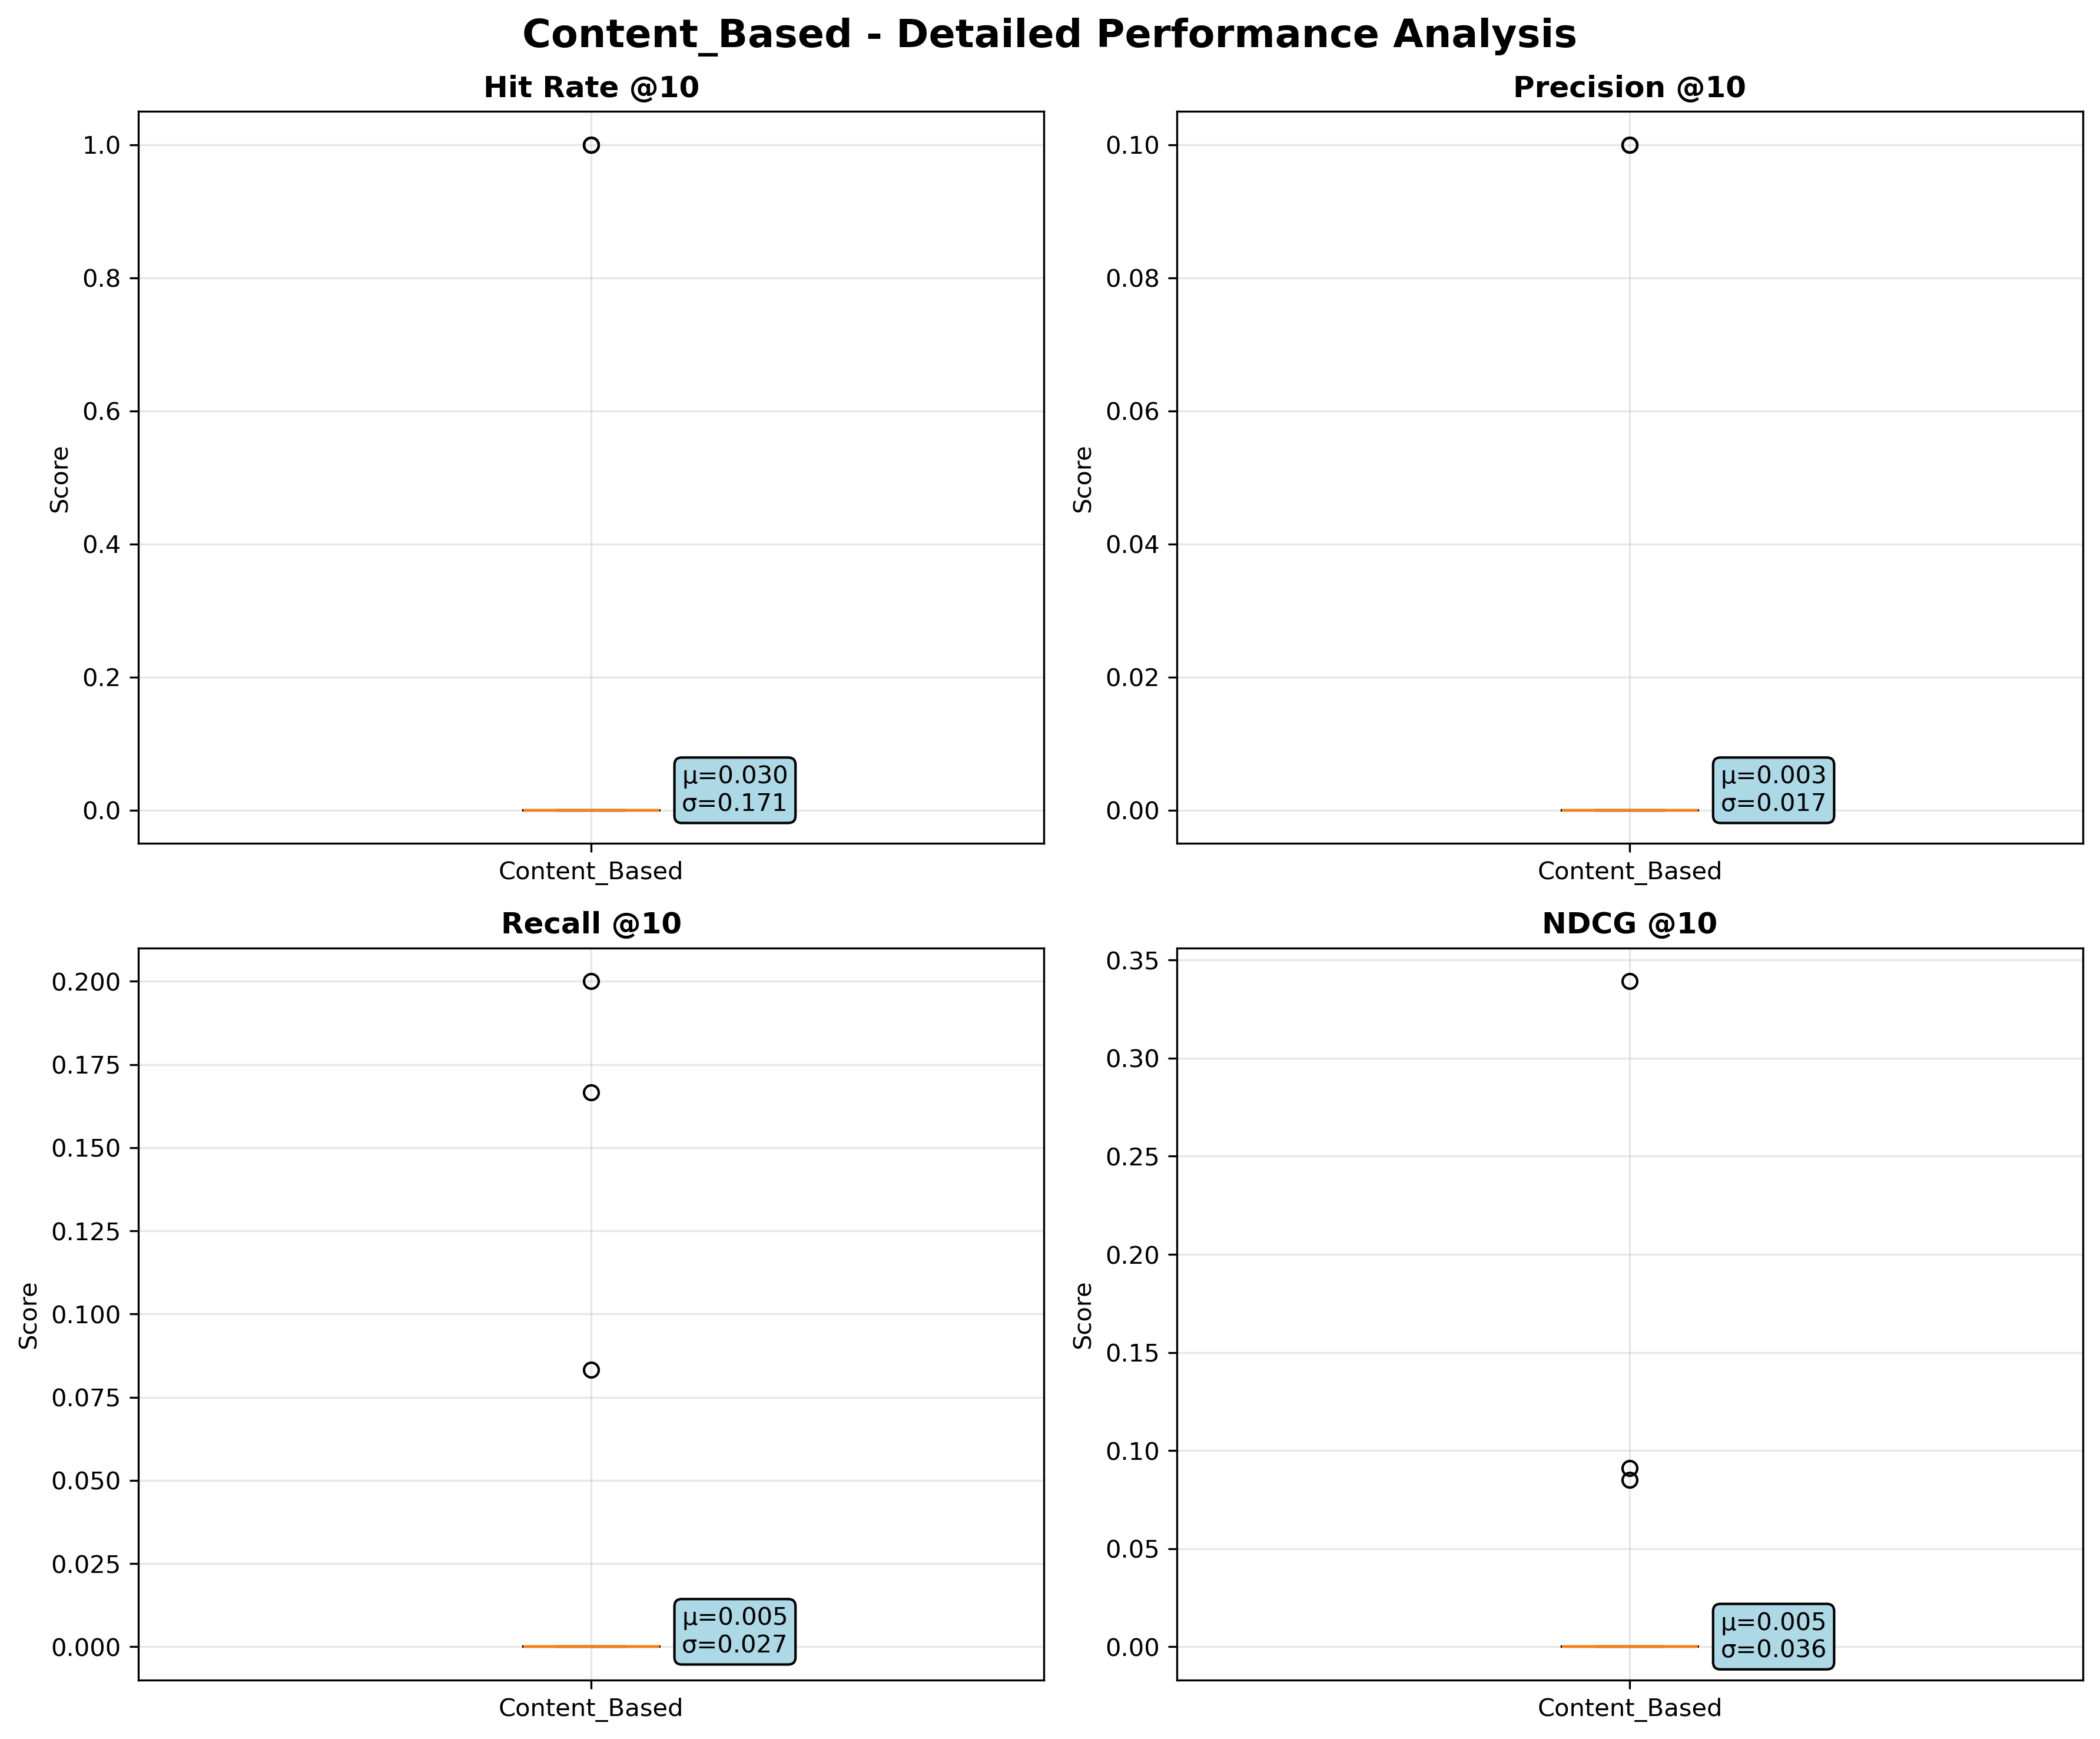 Content_Based - Detailed Performance Analysis
Hit Rate @10
Score
1.0
0.8
0.6
0.4
0.2
0.0
μ=0.030
σ=0.171
Content_Based
Precision @10
Score
0.10
0.08
0.06
0.04
0.02
0.00
μ=0.003
σ=0.017
Content_Based
Recall @10
Score
0.200
0.175
0.150
0.125
0.100
0.075
0.050
0.025
0.000
μ=0.005
σ=0.027
Content_Based
NDCG @10
Score
0.35
0.30
0.25
0.20
0.15
0.10
0.05
0.00
μ=0.005
σ=0.036
Content_Based